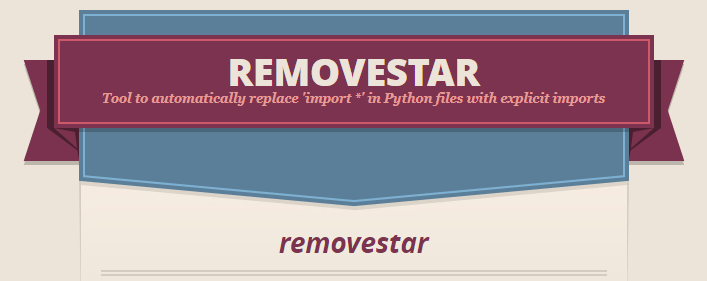 REMOVESTAR
Tool to automatically replace 'import *' in Python files with explicit imports
removestar